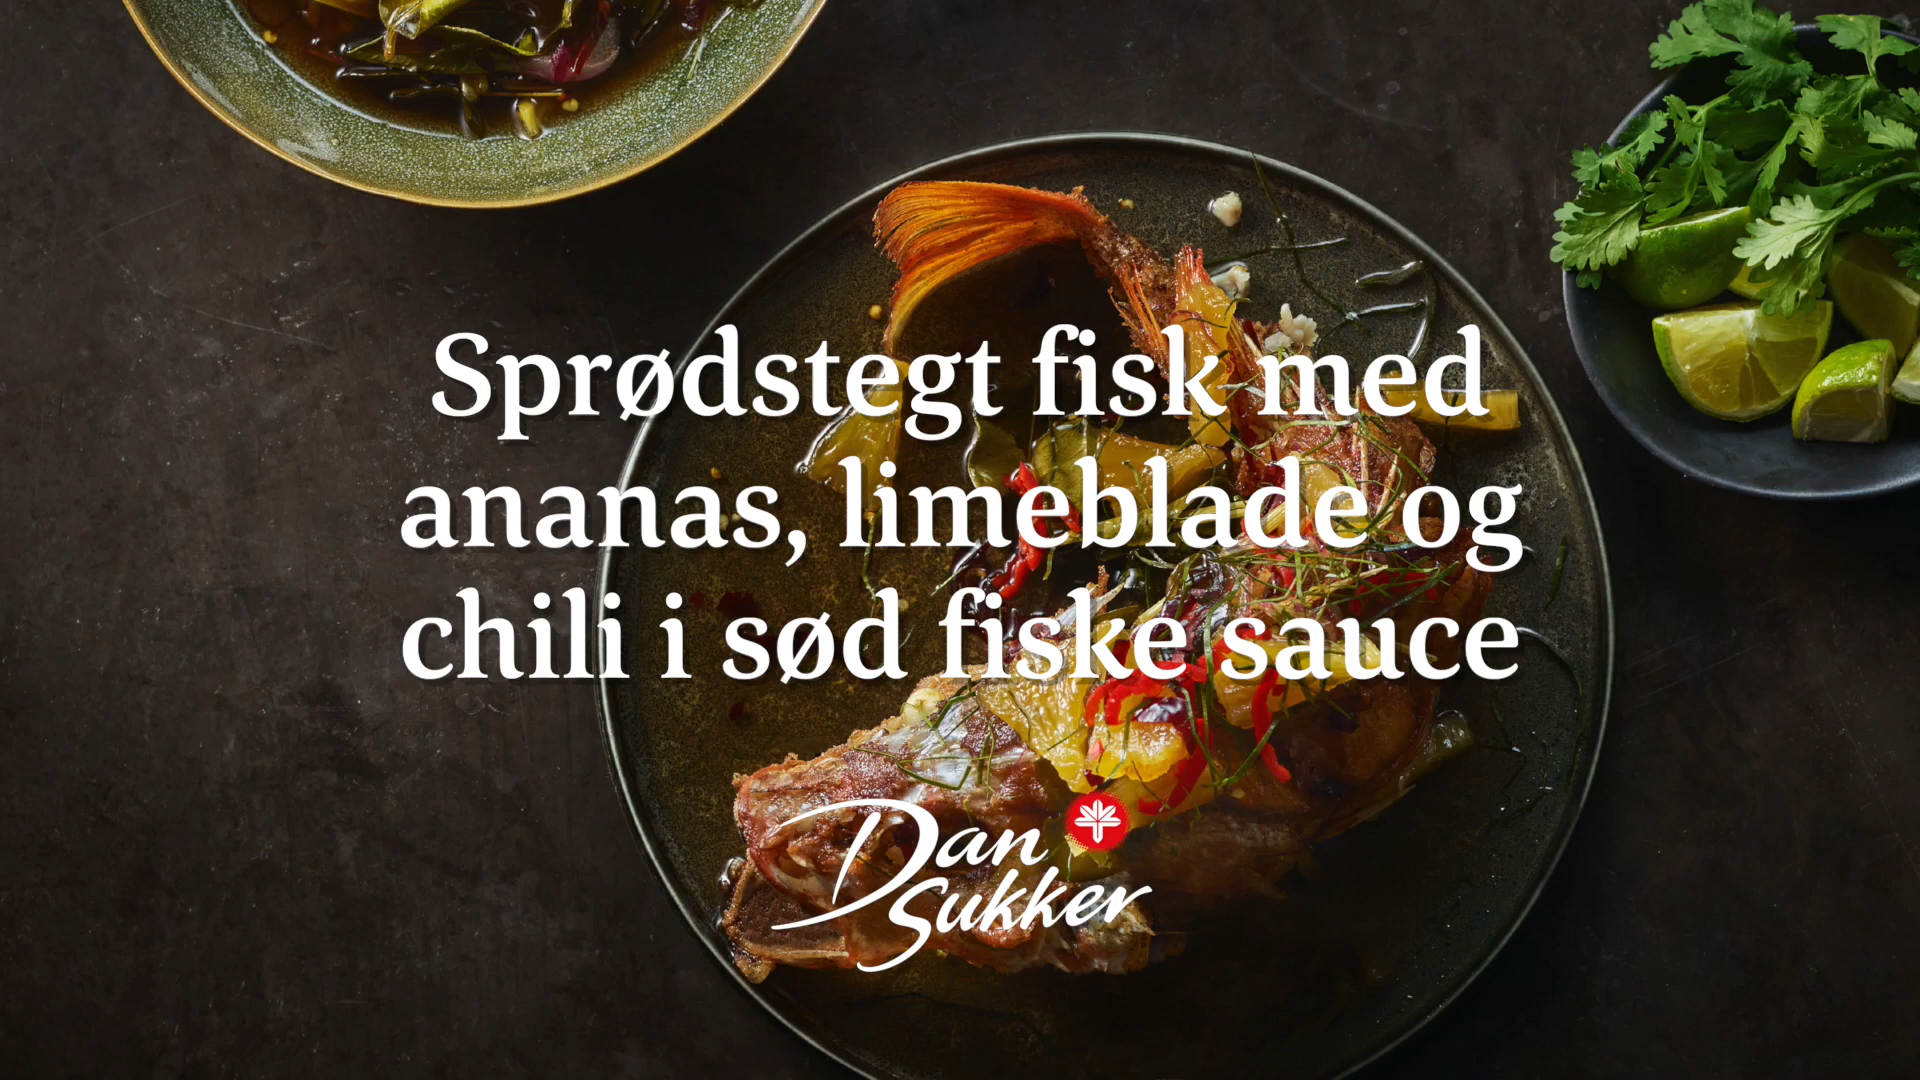 Sprødstegt fisk med
ananas, limeblade og
chili i sød fiske sauce
Dan
Sukker